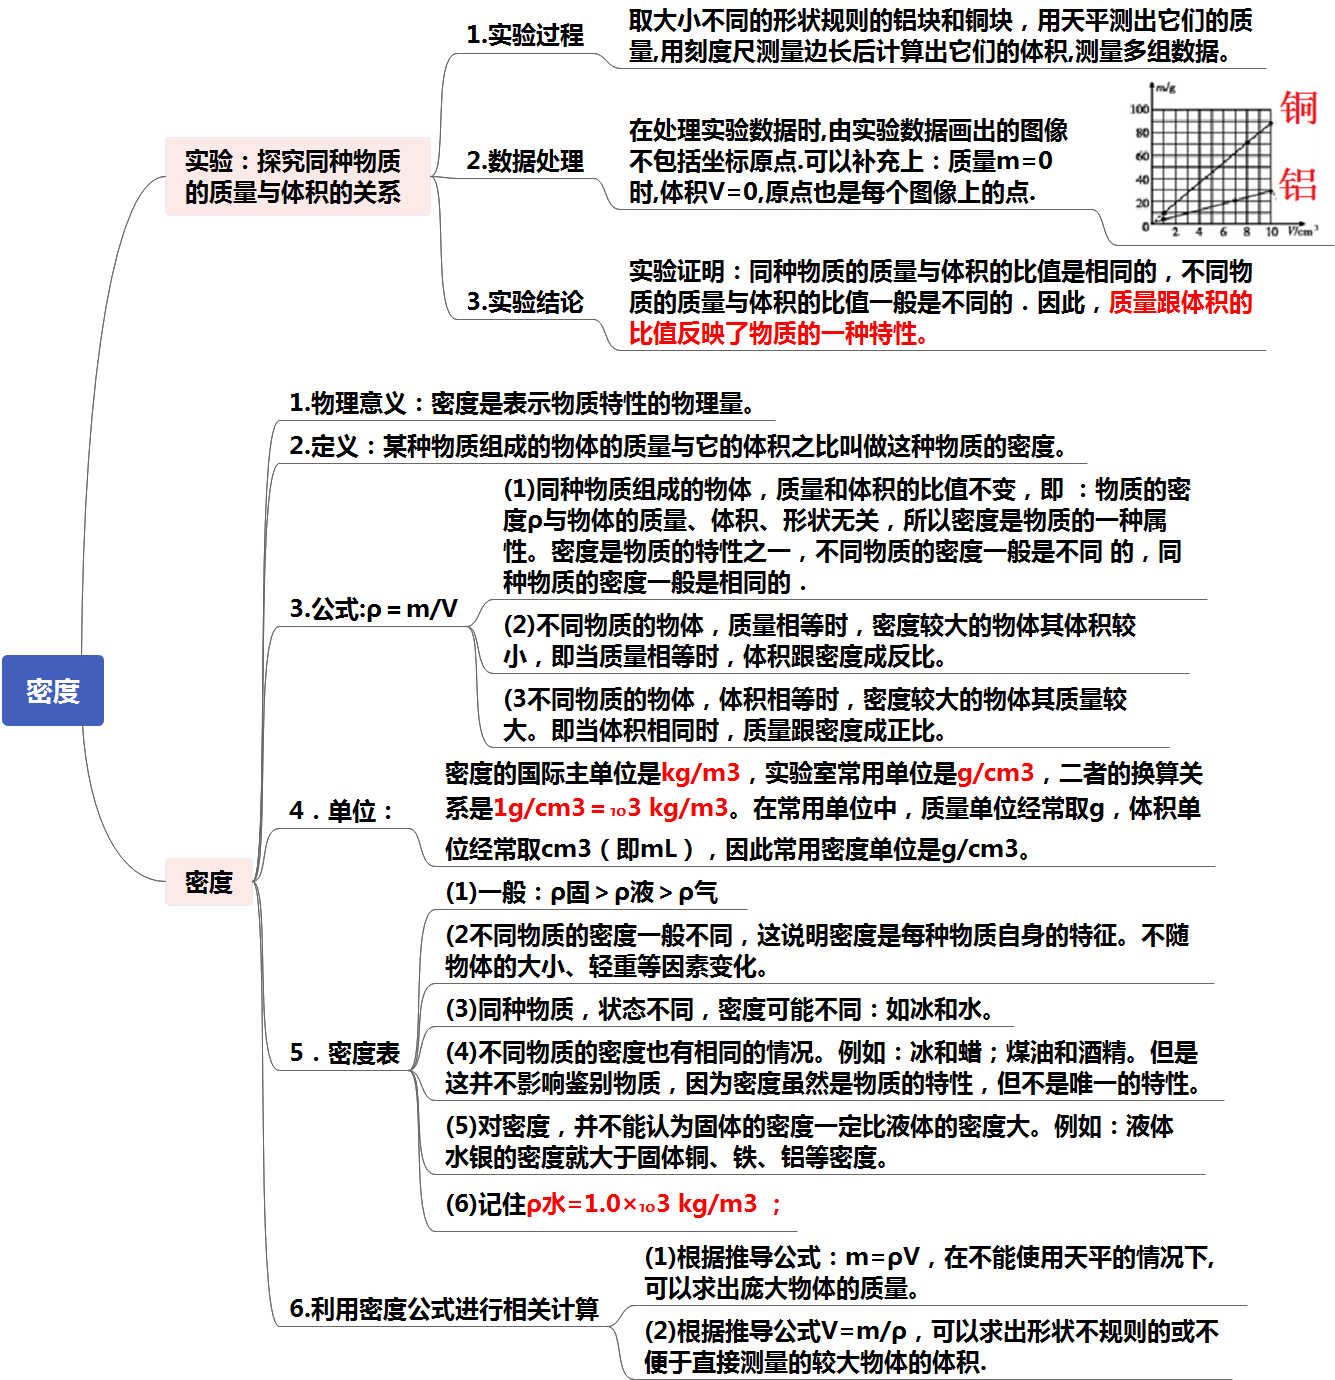 密度
实验：探究同种物质
的质量与体积的关系
1.实验过程
取大小不同的形状规则的铝块和铜块，用天平测出它们的质
量,用刻度尺测量边长后计算出它们的体积,测量多组数据。
2.数据处理
在处理实验数据时,由实验数据画出的图像
不包括坐标原点.可以补充上：质量m=0
时,体积V=0,原点也是每个图像上的点.
m/g
100
80
60
40
20
0
2 4 6 8 10 V/cm³
铜
铝
3.实验结论
实验证明：同种物质的质量与体积的比值是相同的，不同物
质的质量与体积的比值一般是不同的．因此，质量跟体积的
比值反映了物质的一种特性。
密度
1.物理意义：密度是表示物质特性的物理量。
2.定义：某种物质组成的物体的质量与它的体积之比叫做这种物质的密度。
3.公式:ρ＝m/V
(1)同种物质组成的物体，质量和体积的比值不变，即 ：物质的密
度ρ与物体的质量、体积、形状无关，所以密度是物质的一种属
性。密度是物质的特性之一，不同物质的密度一般是不同 的，同
种物质的密度一般是相同的．
(2)不同物质的物体，质量相等时，密度较大的物体其体积较
小，即当质量相等时，体积跟密度成反比。
(3不同物质的物体，体积相等时，密度较大的物体其质量较
大。即当体积相同时，质量跟密度成正比。
4．单位：
密度的国际主单位是kg/m3，实验室常用单位是g/cm3，二者的换算关
系是1g/cm3＝₁₀3 kg/m3。在常用单位中，质量单位经常取g，体积单
位经常取cm3（即mL），因此常用密度单位是g/cm3。
5．密度表
(1)一般：ρ固＞ρ液＞ρ气
(2不同物质的密度一般不同，这说明密度是每种物质自身的特征。不随
物体的大小、轻重等因素变化。
(3)同种物质，状态不同，密度可能不同：如冰和水。
(4)不同物质的密度也有相同的情况。例如：冰和蜡；煤油和酒精。但是
这并不影响鉴别物质，因为密度虽然是物质的特性，但不是唯一的特性。
(5)对密度，并不能认为固体的密度一定比液体的密度大。例如：液体
水银的密度就大于固体铜、铁、铝等密度。
(6)记住ρ水=1.0×₁₀3 kg/m3 ；
6.利用密度公式进行相关计算
(1)根据推导公式：m=ρV，在不能使用天平的情况下,
可以求出庞大物体的质量。
(2)根据推导公式V=m/ρ，可以求出形状不规则的或不
便于直接测量的较大物体的体积.